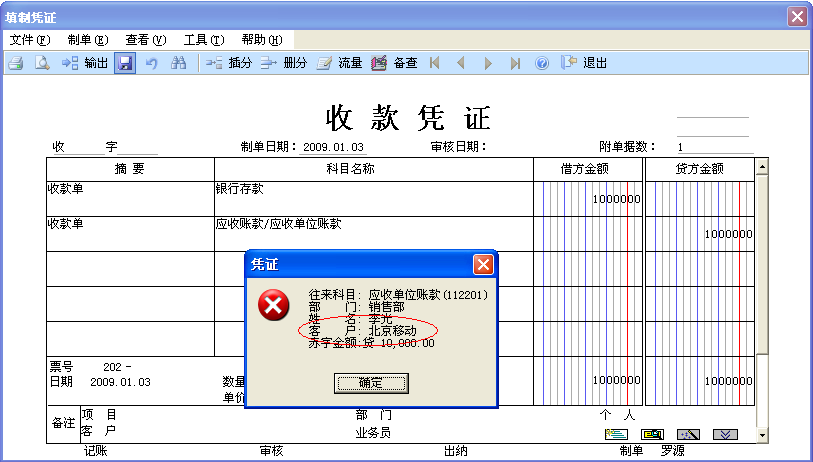 填制凭证
文件(F) 制单(E) 查看(V) 工具(T) 帮助(H)
输出 插分 删分 流量 备查 退出
收 款 凭 证
收 字 制单日期：2009.01.03 审核日期： 附单据数： 1
摘 要 科目名称 借方金额 贷方金额
收款单 银行存款 1000000
收款单 应收账款/应收单位账款 1000000
凭证
往来科目：应收单位账款(112201)
部 门：销售部
姓 名：李光
客 户：北京移动
赤字金额:贷 10,000.00
确定
票号 202 -
日期 2009.01.03 数量
单价
1000000 1000000
备注 项 目 部 门 个 人
客 户 业务员
记账 审核 出纳 制单 罗源